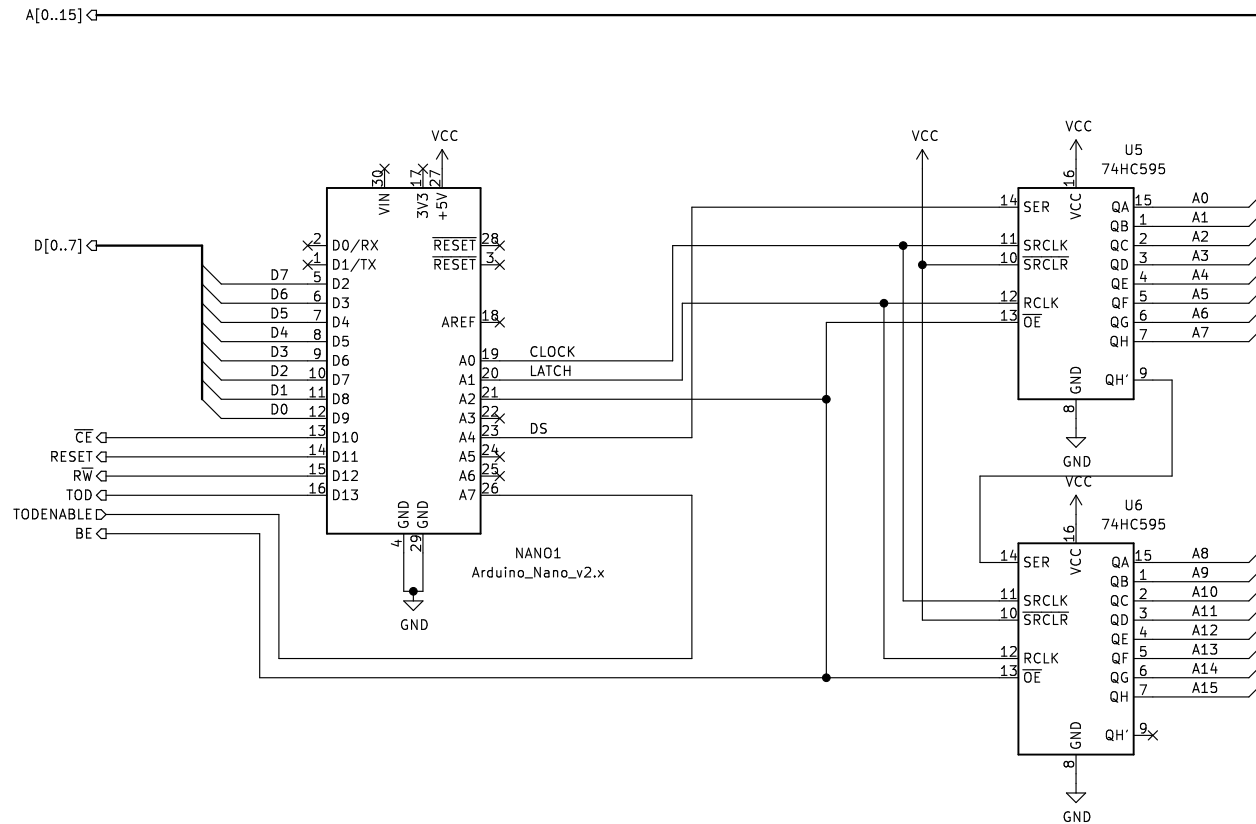 A[0..15]
VCC
VCC
VCC
U5
74HC595
30
17
27
16
VIN
3V3
+5V
VCC
14 SER
QA 15 A0
QB 1 A1
D[0..7]
2 D0/RX
RESET 28
11 SRCLK
QC 2 A2
1 D1/TX
RESET 3
10 SRCLR
QD 3 A3
D7 5 D2
QE 4 A4
D6 6 D3
12 RCLK
QF 5 A5
D5 7 D4
AREF 18
13 OE
QG 6 A6
D4 8 D5
QH 7 A7
D3 9 D6
A0 19 CLOCK
D2 10 D7
A1 20 LATCH
GND
QH' 9
D1 11 D8
A2 21
8
D0 12 D9
A3 22
CE 13 D10
A4 23 DS
RESET 14 D11
A5 24
GND
RW 15 D12
A6 25
VCC
TOD 16 D13
A7 26
TODENABLE
GND
GND
U6
74HC595
BE
4
29
16
NANO1
Arduino_Nano_v2.x
VCC
14 SER
QA 15 A8
QB 1 A9
11 SRCLK
QC 2 A10
GND
10 SRCLR
QD 3 A11
QE 4 A12
12 RCLK
QF 5 A13
13 OE
QG 6 A14
QH 7 A15
GND
QH' 9
8
GND